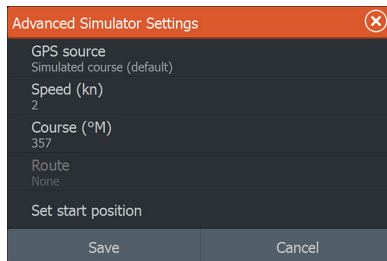 Advanced Simulator Settings
GPS source
Simulated course (default)
Speed (kn)
2
Course (°M)
357
Route
None
Set start position
Save
Cancel